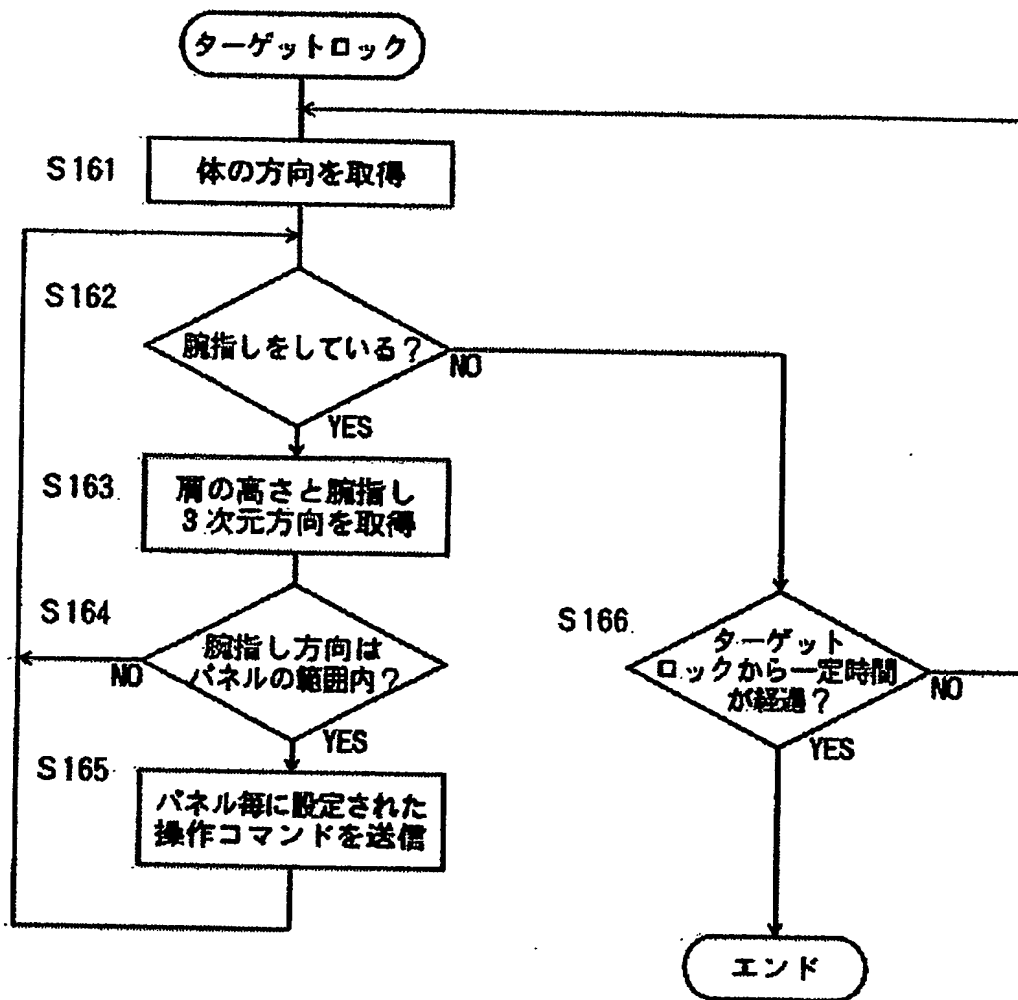 ターゲットロック
S161
体の方向を取得
S162
腕指しをしている?
NO
YES
S163
肩の高さと腕指し
3次元方向を取得
S164
腕指し方向は
パネルの範囲内?
NO
YES
S165
パネル毎に設定された
操作コマンドを送信
S166
ターゲット
ロックから一定時間
が経過?
NO
YES
エンド